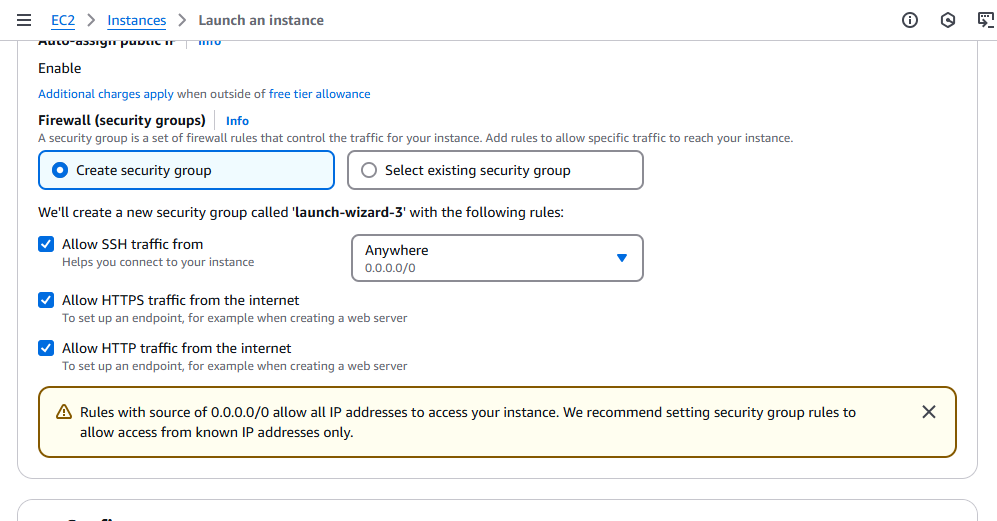 EC2 > Instances > Launch an instance
Auto-assign public IP Info
Enable
Additional charges apply when outside of free tier allowance
Firewall (security groups) Info
A security group is a set of firewall rules that control the traffic for your instance. Add rules to allow specific traffic to reach your instance.
Create security group
Select existing security group
We'll create a new security group called 'launch-wizard-3' with the following rules:
Allow SSH traffic from
Helps you connect to your instance
Anywhere
0.0.0.0/0
Allow HTTPS traffic from the internet
To set up an endpoint, for example when creating a web server
Allow HTTP traffic from the internet
To set up an endpoint, for example when creating a web server
Rules with source of 0.0.0.0/0 allow all IP addresses to access your instance. We recommend setting security group rules to
allow access from known IP addresses only.